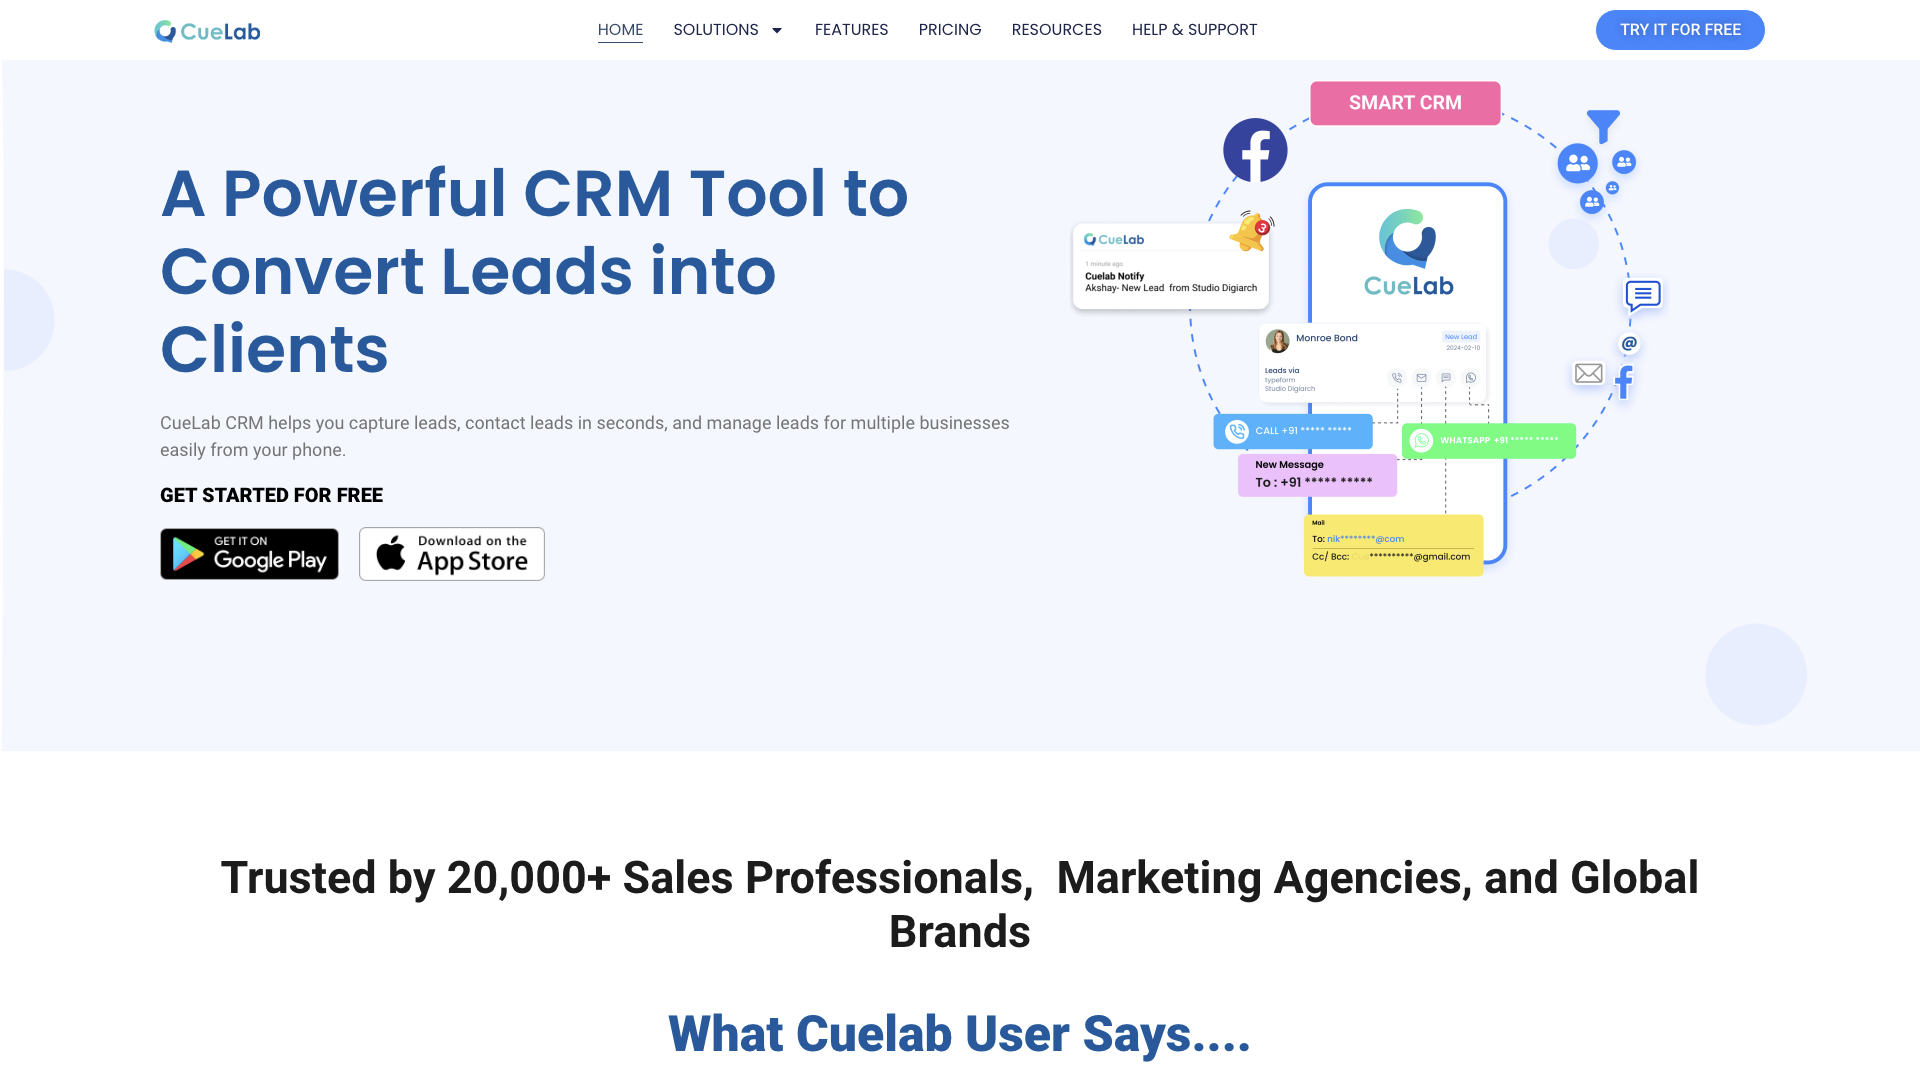 CueLab
HOME
SOLUTIONS
FEATURES
PRICING
RESOURCES
HELP & SUPPORT
TRY IT FOR FREE
A Powerful CRM Tool to
Convert Leads into
Clients
CueLab CRM helps you capture leads, contact leads in seconds, and manage leads for multiple businesses
easily from your phone.
GET STARTED FOR FREE
GET IT ON
Google Play
Download on the
App Store
SMART CRM
CueLab
3
1 minute ago
Cuelab Notify
Akshay- New Lead from Studio Digiarch
CueLab
Monroe Bond
New Lead
2024-02-10
Leads via
typeform
Studio Digiarch
@
CALL +91 ***** *****
WHATSAPP +91 ***** *****
New Message
To : +91 ***** *****
Mail
To: nik********@com
Cc/ Bcc: **********@gmail.com
Trusted by 20,000+ Sales Professionals,  Marketing Agencies, and Global
Brands
What Cuelab User Says....